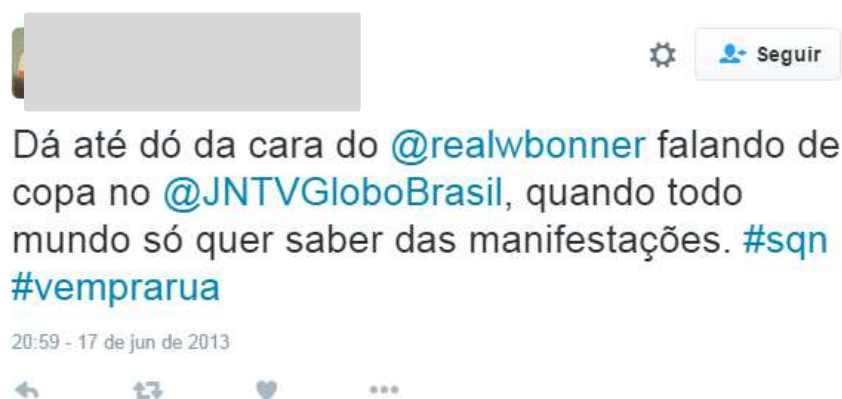 Seguir
Dá até dó da cara do @realwbonner falando de
copa no @JNTVGloboBrasil, quando todo
mundo só quer saber das manifestações. #sqn
#vemprarua
20:59 - 17 de jun de 2013